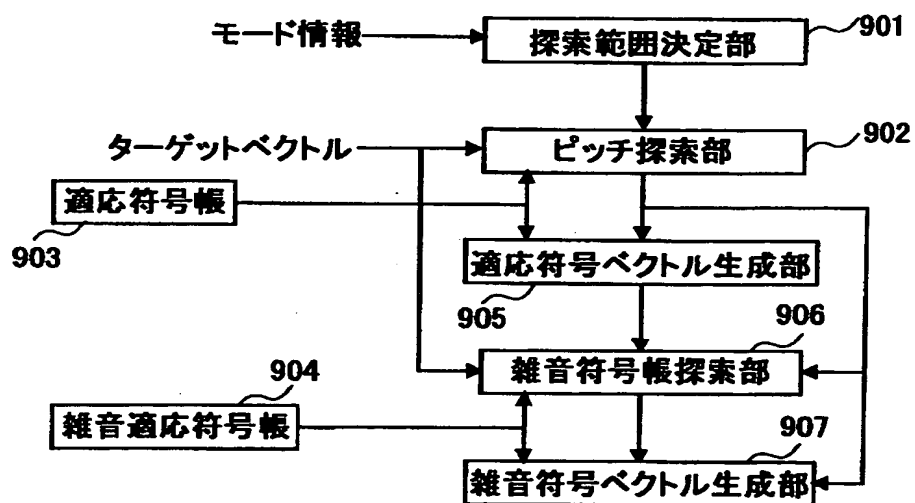 モード情報
探索範囲決定部
901
ターゲットベクトル
ピッチ探索部
902
適応符号帳
903
適応符号ベクトル生成部
905
906
雑音符号帳探索部
904
雑音適応符号帳
907
雑音符号ベクトル生成部